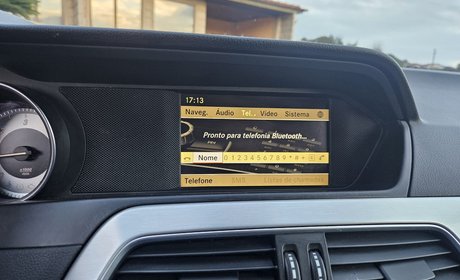 17:13
Naveg. Áudio Tel... Vídeo Sistema
Pronto para telefonia Bluetooth...
Nome 0 1 2 3 4 5 6 7 8 9 * # +
Telefone SMS Listas de chamadas